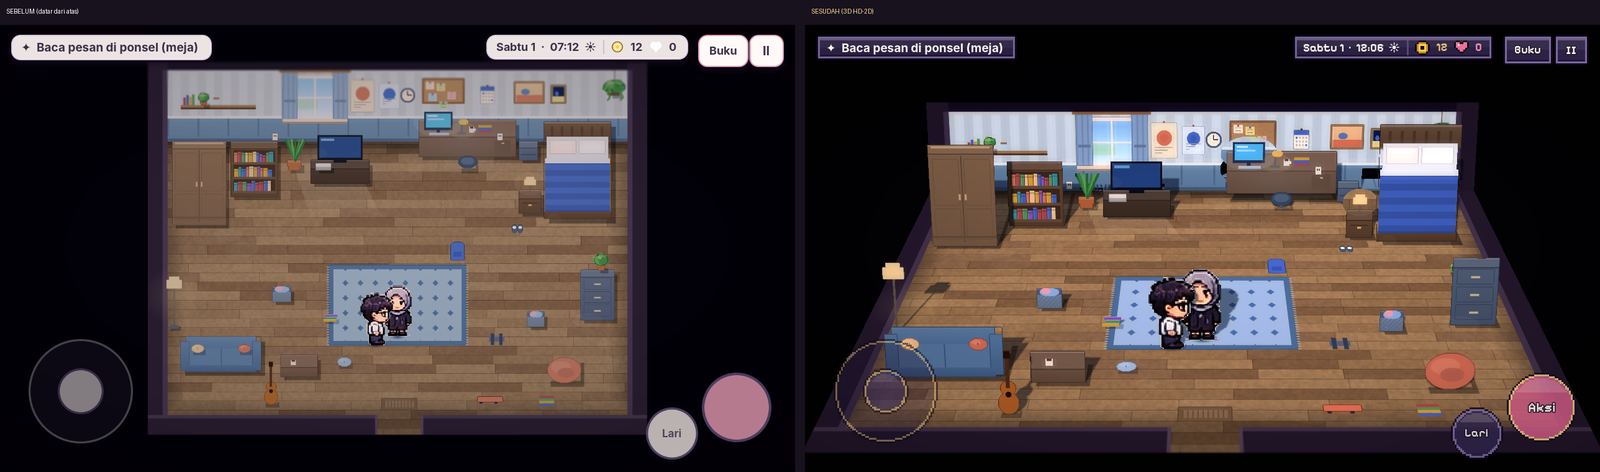 SEBELUM (datar dari atas)
✦ Baca pesan di ponsel (meja)
Sabtu 1 · 07:12 ☀ 12 0
Buku
II
Lari
SESUDAH (3D HD-2D)
✦ Baca pesan di ponsel (meja)
Sabtu 1 · 18:06 ☀ 12 0
Buku
II
Aksi
Lari